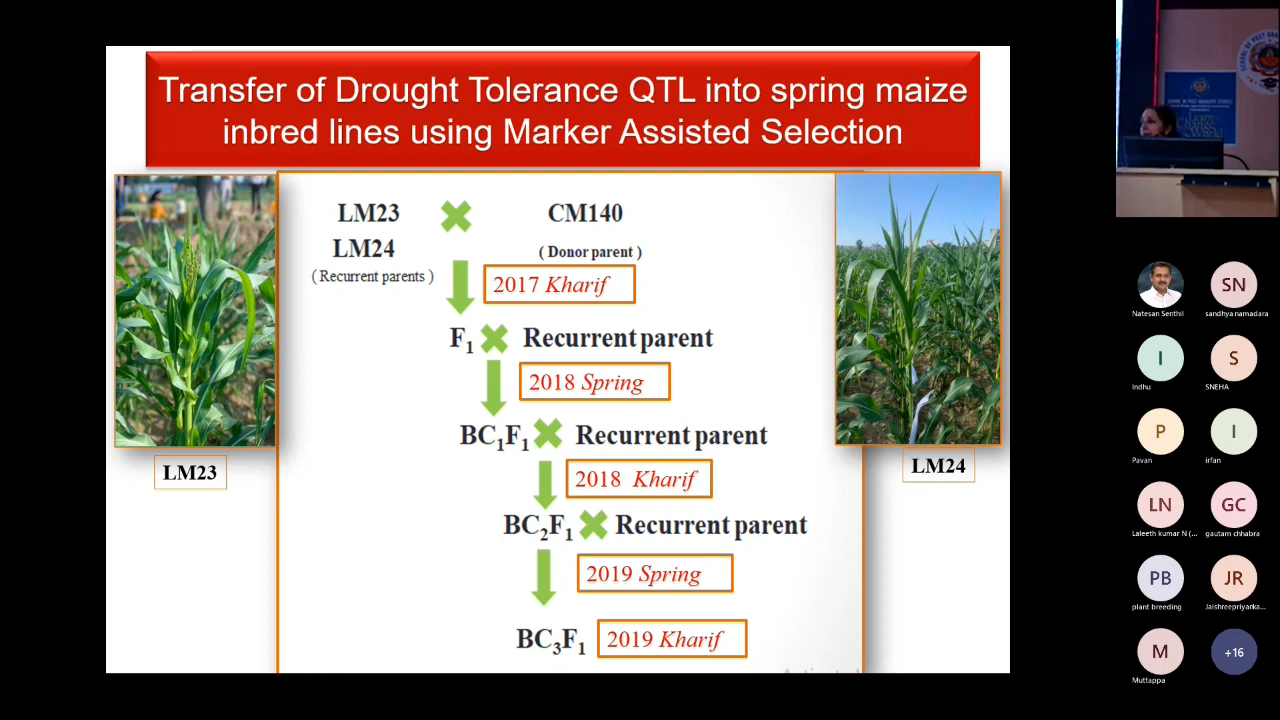 Transfer of Drought Tolerance QTL into spring maize
inbred lines using Marker Assisted Selection
LM23
CM140
LM24
( Donor parent )
( Recurrent parents )
2017 Kharif
F1
Recurrent parent
2018 Spring
BC1F1
Recurrent parent
2018 Kharif
BC2F1
Recurrent parent
2019 Spring
BC3F1
2019 Kharif
LM23
LM24
Natesan Senthil
SN
sandhya namadara
I
Indhu
S
SNEHA
P
Pavan
I
irfan
LN
Laleeth kumar N (...
GC
gautam chhabra
PB
plant breeding
JR
Jaishreepriyanka...
M
Muttappa
+16